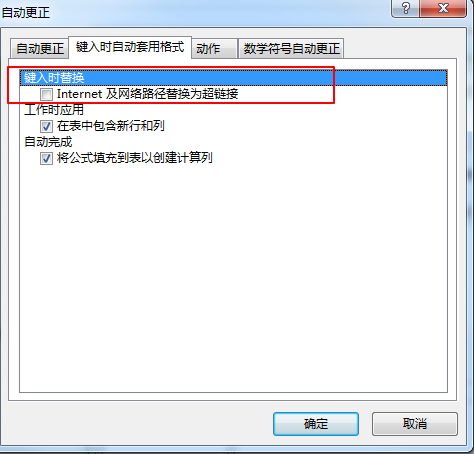 自动更正
自动更正 键入时自动套用格式 动作 数学符号自动更正
键入时替换
Internet 及网络路径替换为超链接
工作时应用
在表中包含新行和列
自动完成
将公式填充到表以创建计算列
确定 取消